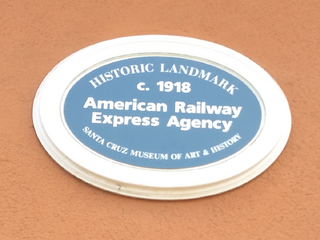 HISTORIC LANDMARK
c. 1918
American Railway
Express Agency
SANTA CRUZ MUSEUM OF ART & HISTORY